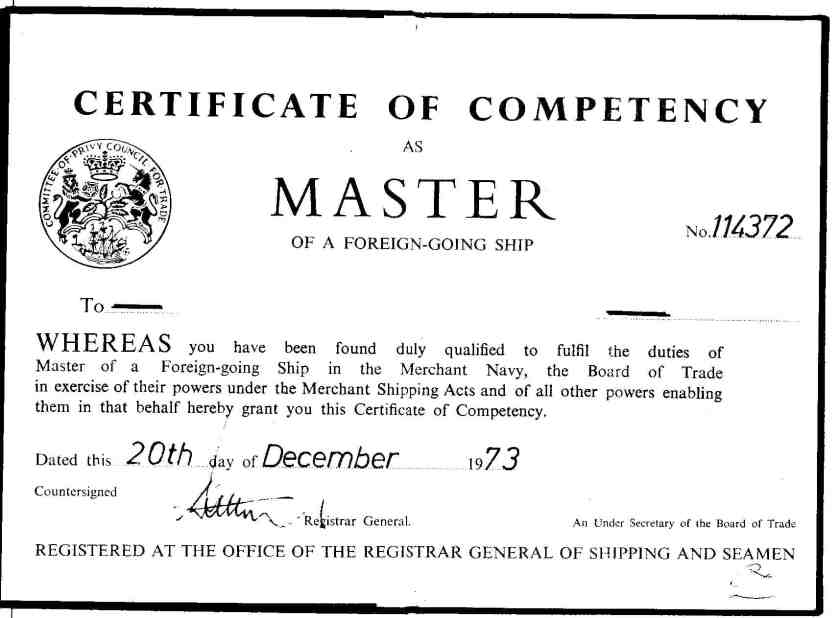 CERTIFICATE OF COMPETENCY
AS
MASTER
OF A FOREIGN-GOING SHIP
COMMITTEE·OF·PRIVY COUNCIL FOR TRADE
No. 114372
To
WHEREAS you have been found duly qualified to fulfil the duties of
Master of a Foreign-going Ship in the Merchant Navy, the Board of Trade
in exercise of their powers under the Merchant Shipping Acts and of all other powers enabling
them in that behalf hereby grant you this Certificate of Competency.
Dated this 20th day of December 1973
Countersigned
Registrar General.
An Under Secretary of the Board of Trade
REGISTERED AT THE OFFICE OF THE REGISTRAR GENERAL OF SHIPPING AND SEAMEN